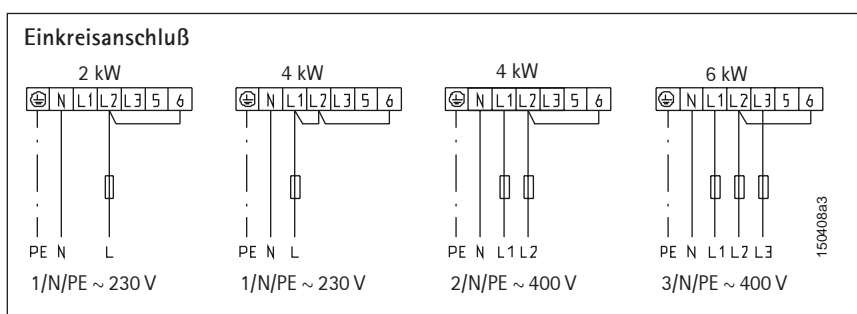 Einkreisanschluß
2 kW
4 kW
4 kW
6 kW
N L1 L2 L3 5 6
N L1 L2 L3 5 6
N L1 L2 L3 5 6
N L1 L2 L3 5 6
PE N L
PE N L
PE N L1 L2
PE N L1 L2 L3
1/N/PE ~ 230 V
1/N/PE ~ 230 V
2/N/PE ~ 400 V
3/N/PE ~ 400 V
150408a3